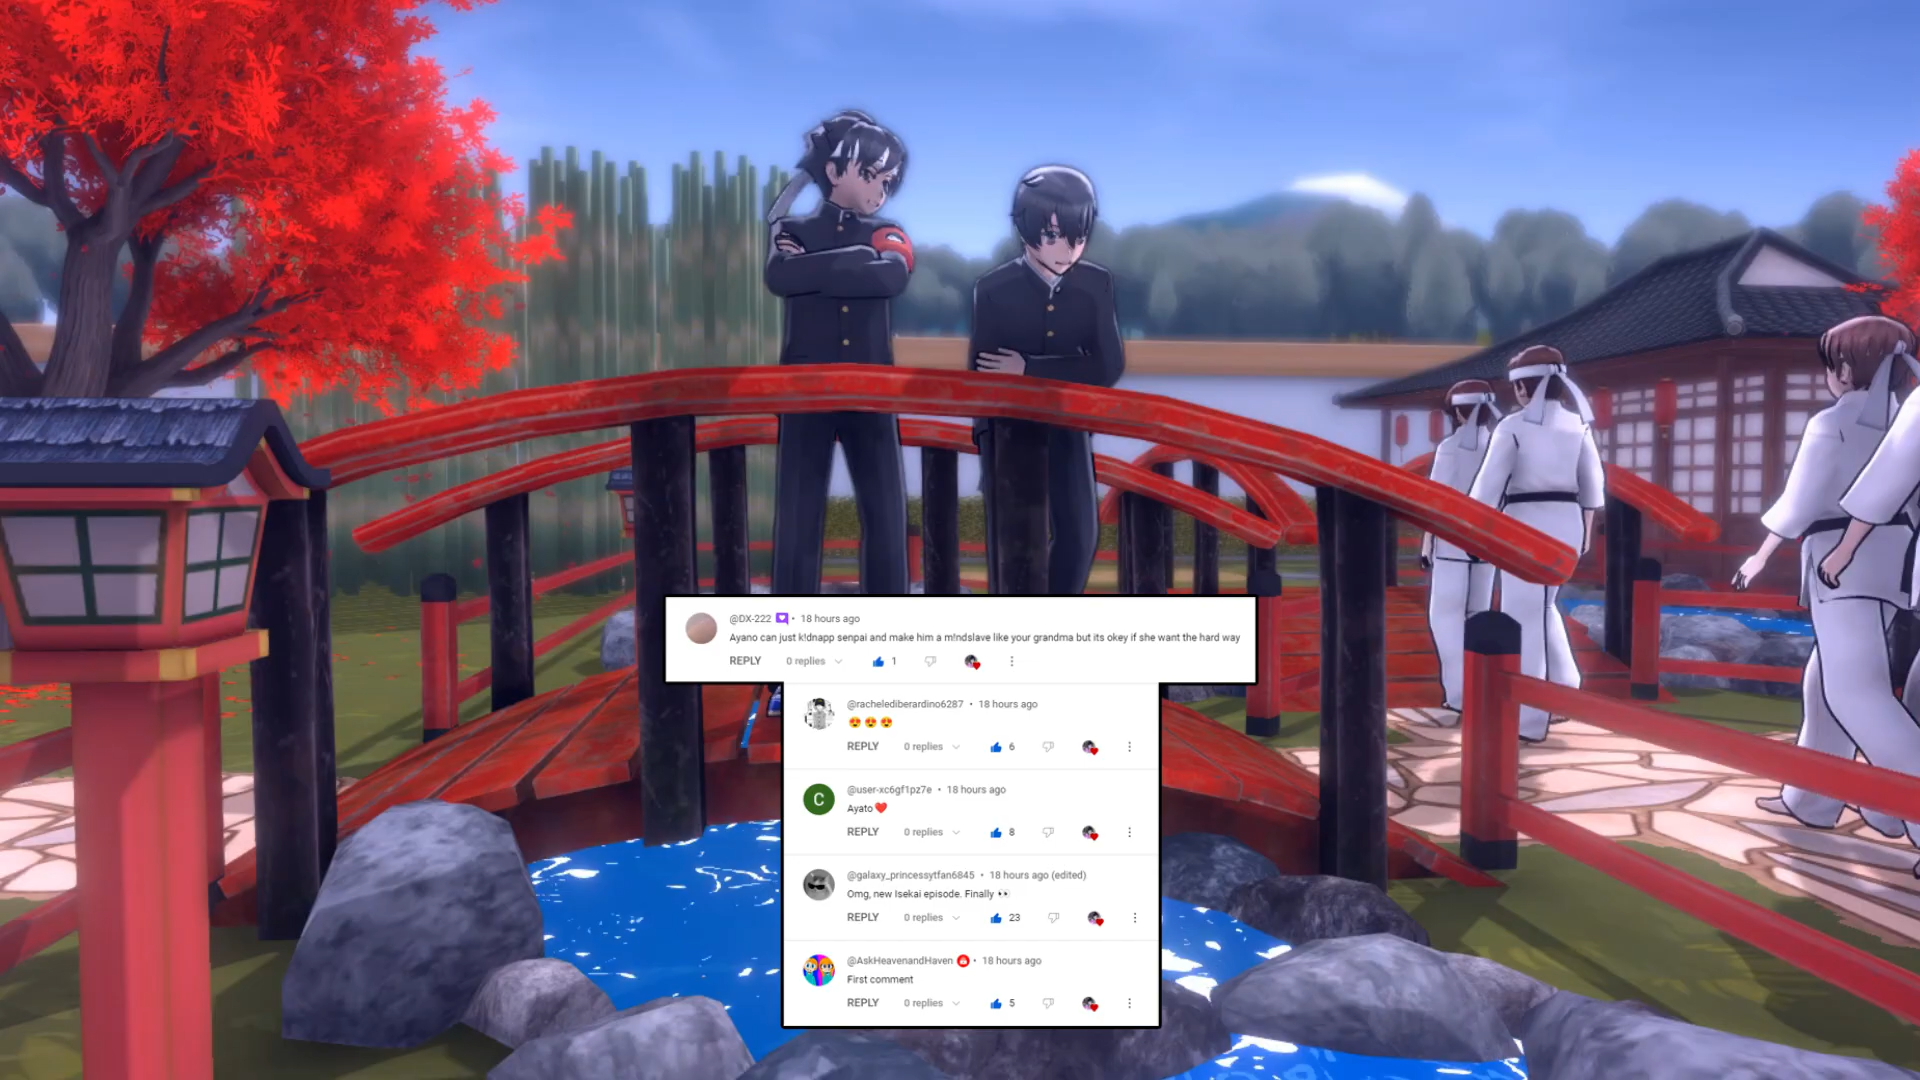 @DX-222 • 18 hours ago
Ayano can just k!dnapp senpai and make him a m!ndslave like your grandma but its okey if she want the hard way
REPLY 0 replies 1
@rachelediberardino6287 • 18 hours ago
😍😍😍
REPLY 0 replies 6
C
@user-xc6gf1pz7e • 18 hours ago
Ayato❤️
REPLY 0 replies 8
@galaxy_princessytfan6845 • 18 hours ago (edited)
Omg, new Isekai episode. Finally 👀
REPLY 0 replies 23
@AskHeavenandHaven • 18 hours ago
First comment
REPLY 0 replies 5